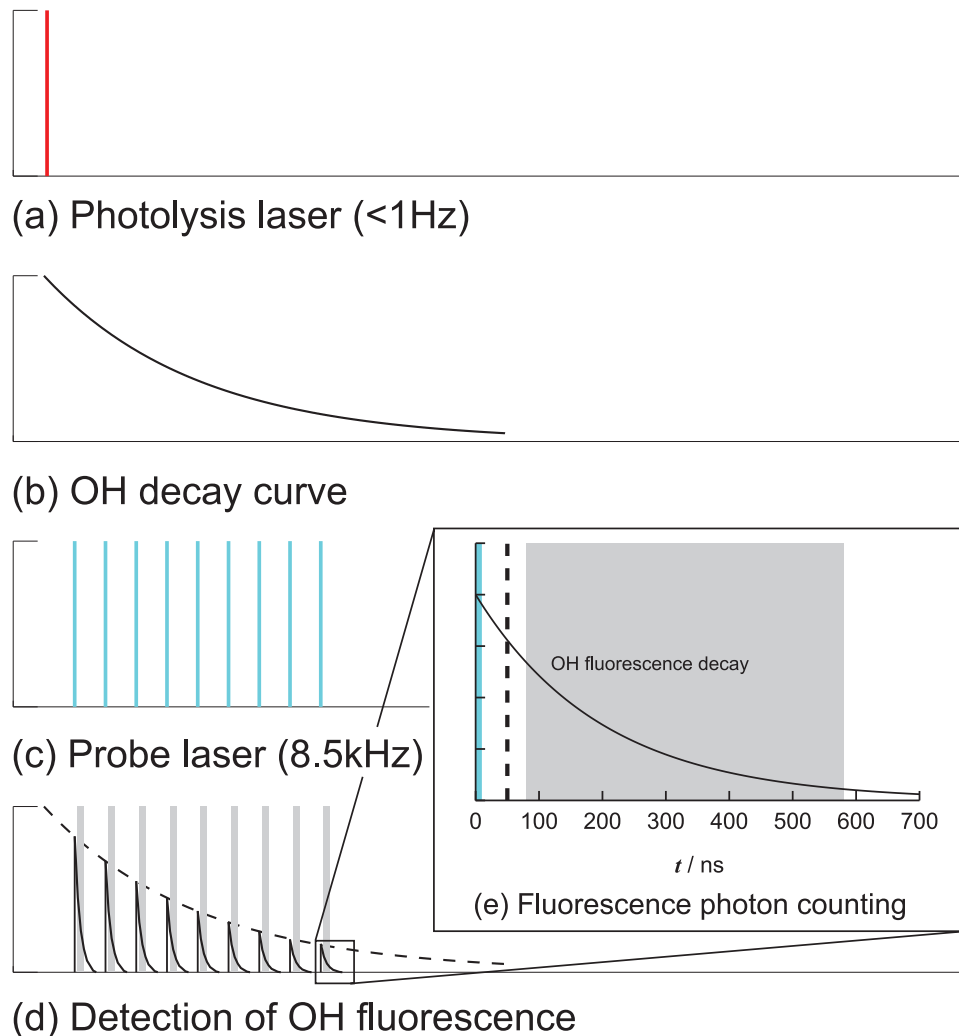 (a) Photolysis laser (<1Hz)
(b) OH decay curve
(c) Probe laser (8.5kHz)
OH fluorescence decay
0 100 200 300 400 500 600 700
t / ns
(e) Fluorescence photon counting
(d) Detection of OH fluorescence